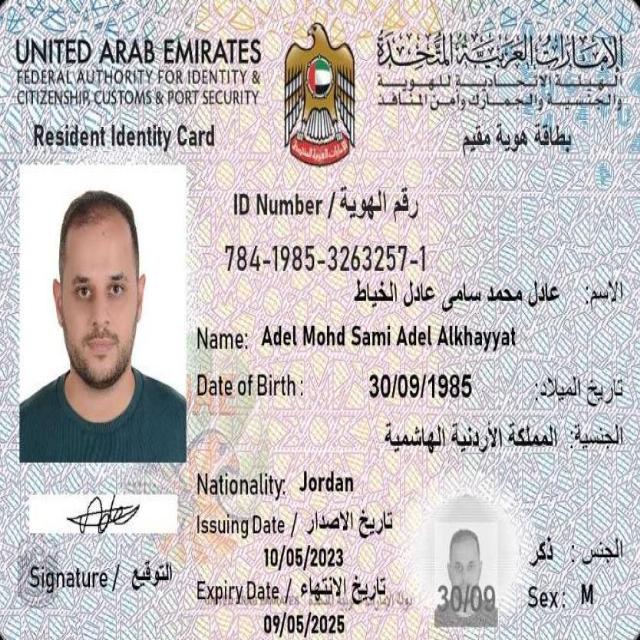 UNITED ARAB EMIRATES
FEDERAL AUTHORITY FOR IDENTITY &
CITIZENSHIP, CUSTOMS & PORT SECURITY
Resident Identity Card
الإمارات العربية المتحدة
الهيئة الاتحادية للهوية
والجنسية والجمارك وأمن المنافذ
بطاقة هوية مقيم
ID Number / رقم الهوية
784-1985-3263257-1
الاسم: عادل محمد سامى عادل الخياط
Name: Adel Mohd Sami Adel Alkhayyat
Date of Birth: 30/09/1985 تاريخ الميلاد:
الجنسية: المملكة الأردنية الهاشمية
Nationality: Jordan
Issuing Date / تاريخ الاصدار
10/05/2023
الجنس: ذكر
Expiry Date / تاريخ الانتهاء
09/05/2025
Sex: M
30/09
Signature / التوقيع